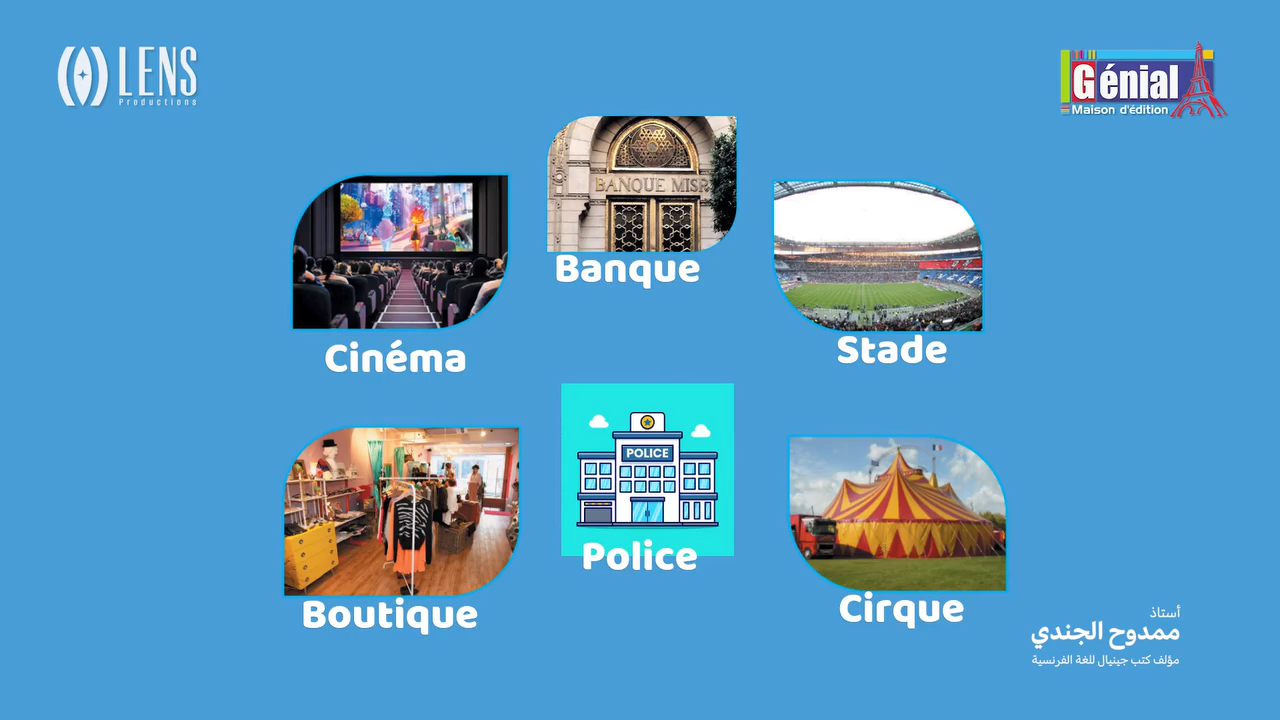 LENS
Productions
Génial
Maison d'édition
BANQUE MISR
Banque
Cinéma
Stade
POLICE
Police
Boutique
Cirque
أستاذ
ممدوح الجندي
مؤلف كتب جينيال للغة الفرنسية